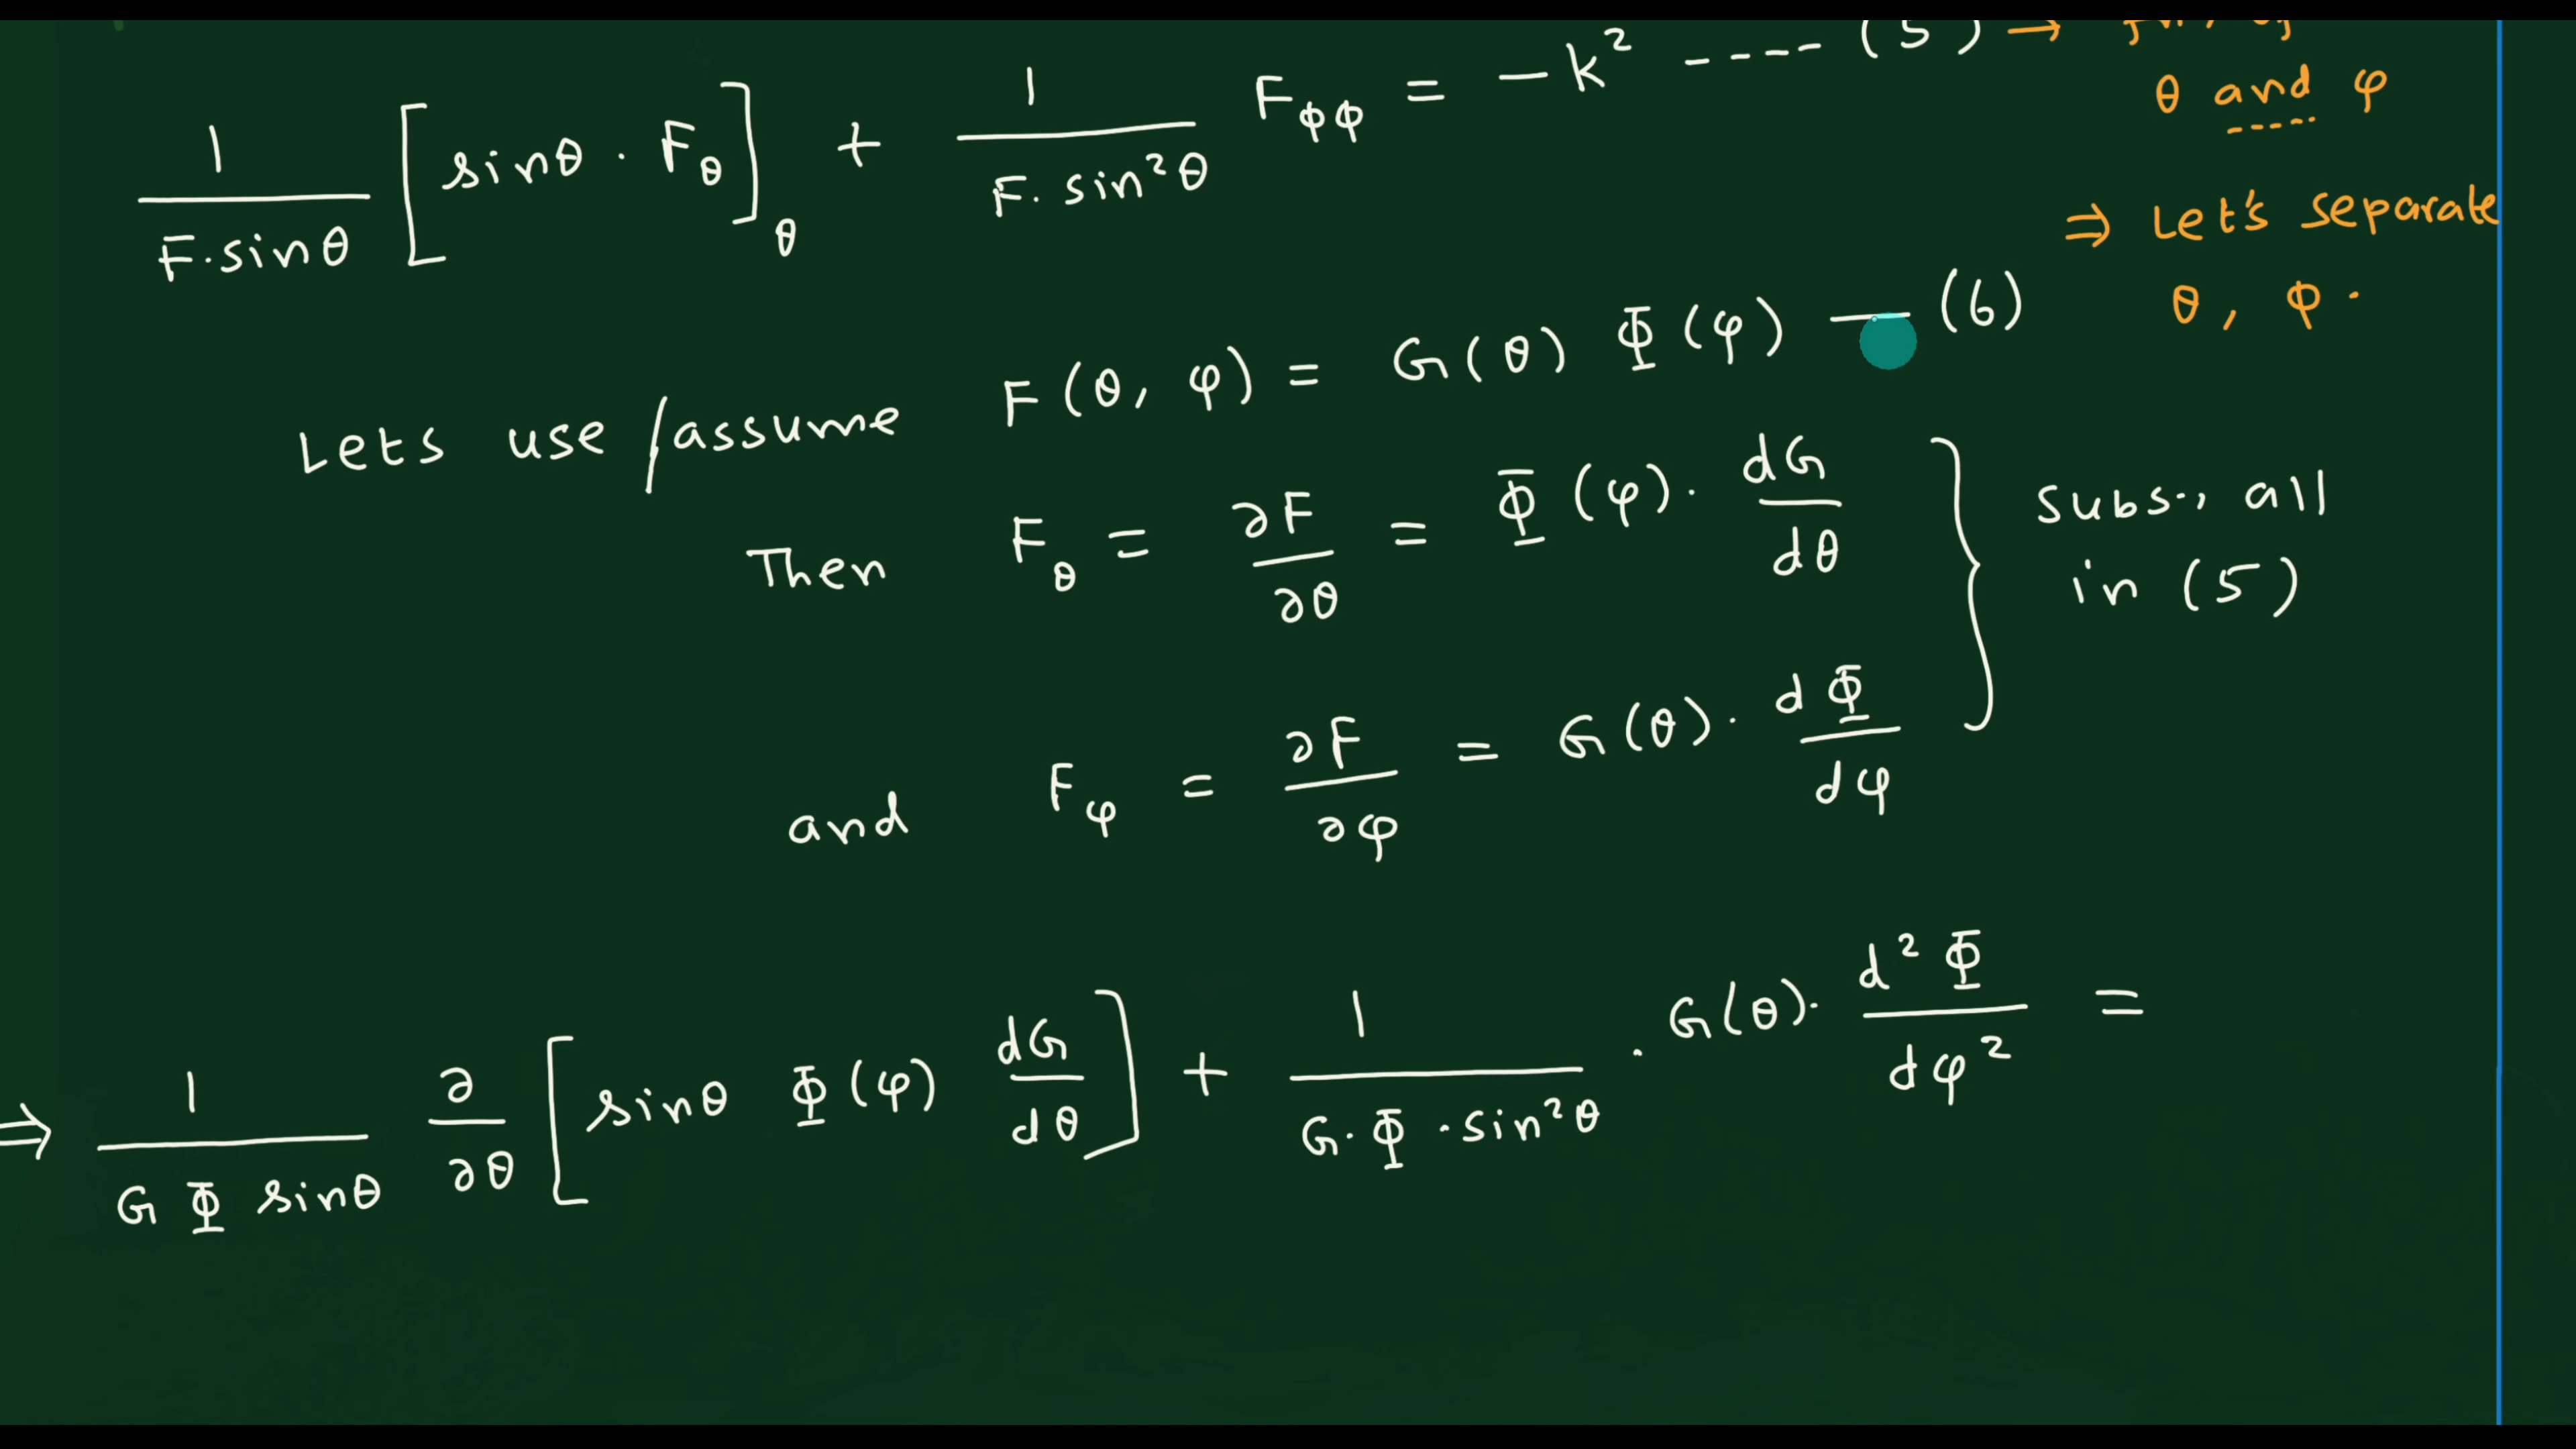 1/(F·sinθ) [sinθ · F_θ]_θ + 1/(F·sin²θ) F_φφ = −k² ---- (5) →
θ and φ
⇒ Let's separate
θ, φ.
Lets use/assume F(θ, φ) = G(θ) Φ(φ) — (6)
Then F_θ = ∂F/∂θ = Φ(φ)· dG/dθ
subs., all
in (5)
and F_φ = ∂F/∂φ = G(θ)· dΦ/dφ
⇒ 1/(G Φ sinθ) ∂/∂θ [sinθ Φ(φ) dG/dθ] + 1/(G·Φ·sin²θ) · G(θ)· d²Φ/dφ² =